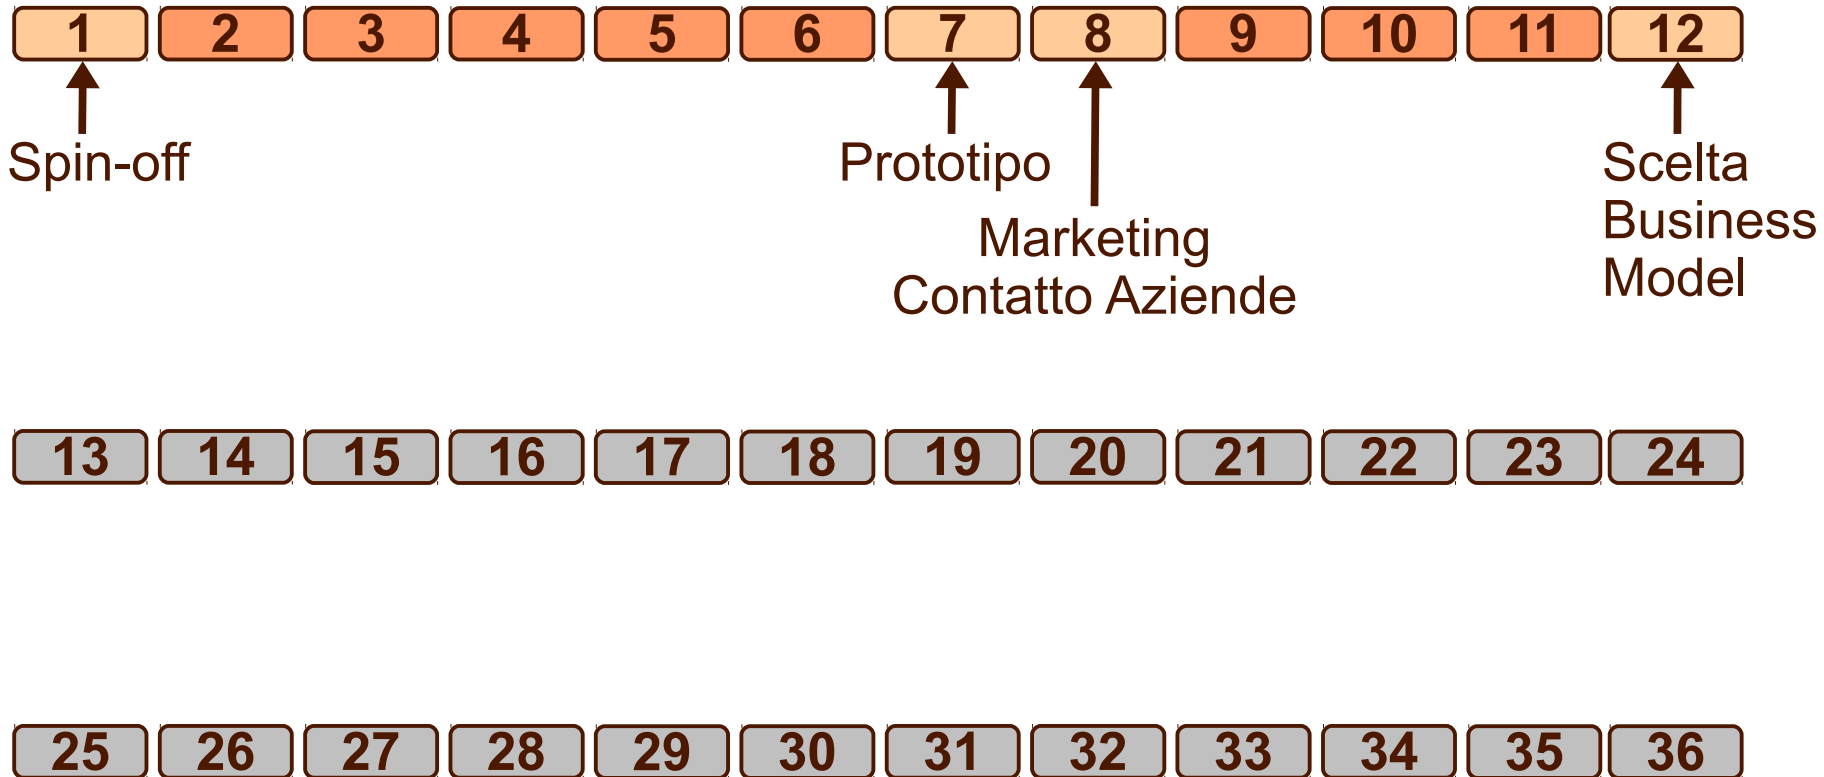 1 2 3 4 5 6 7 8 9 10 11 12
Spin-off
Prototipo
Marketing
Contatto Aziende
Scelta
Business
Model
13 14 15 16 17 18 19 20 21 22 23 24
25 26 27 28 29 30 31 32 33 34 35 36